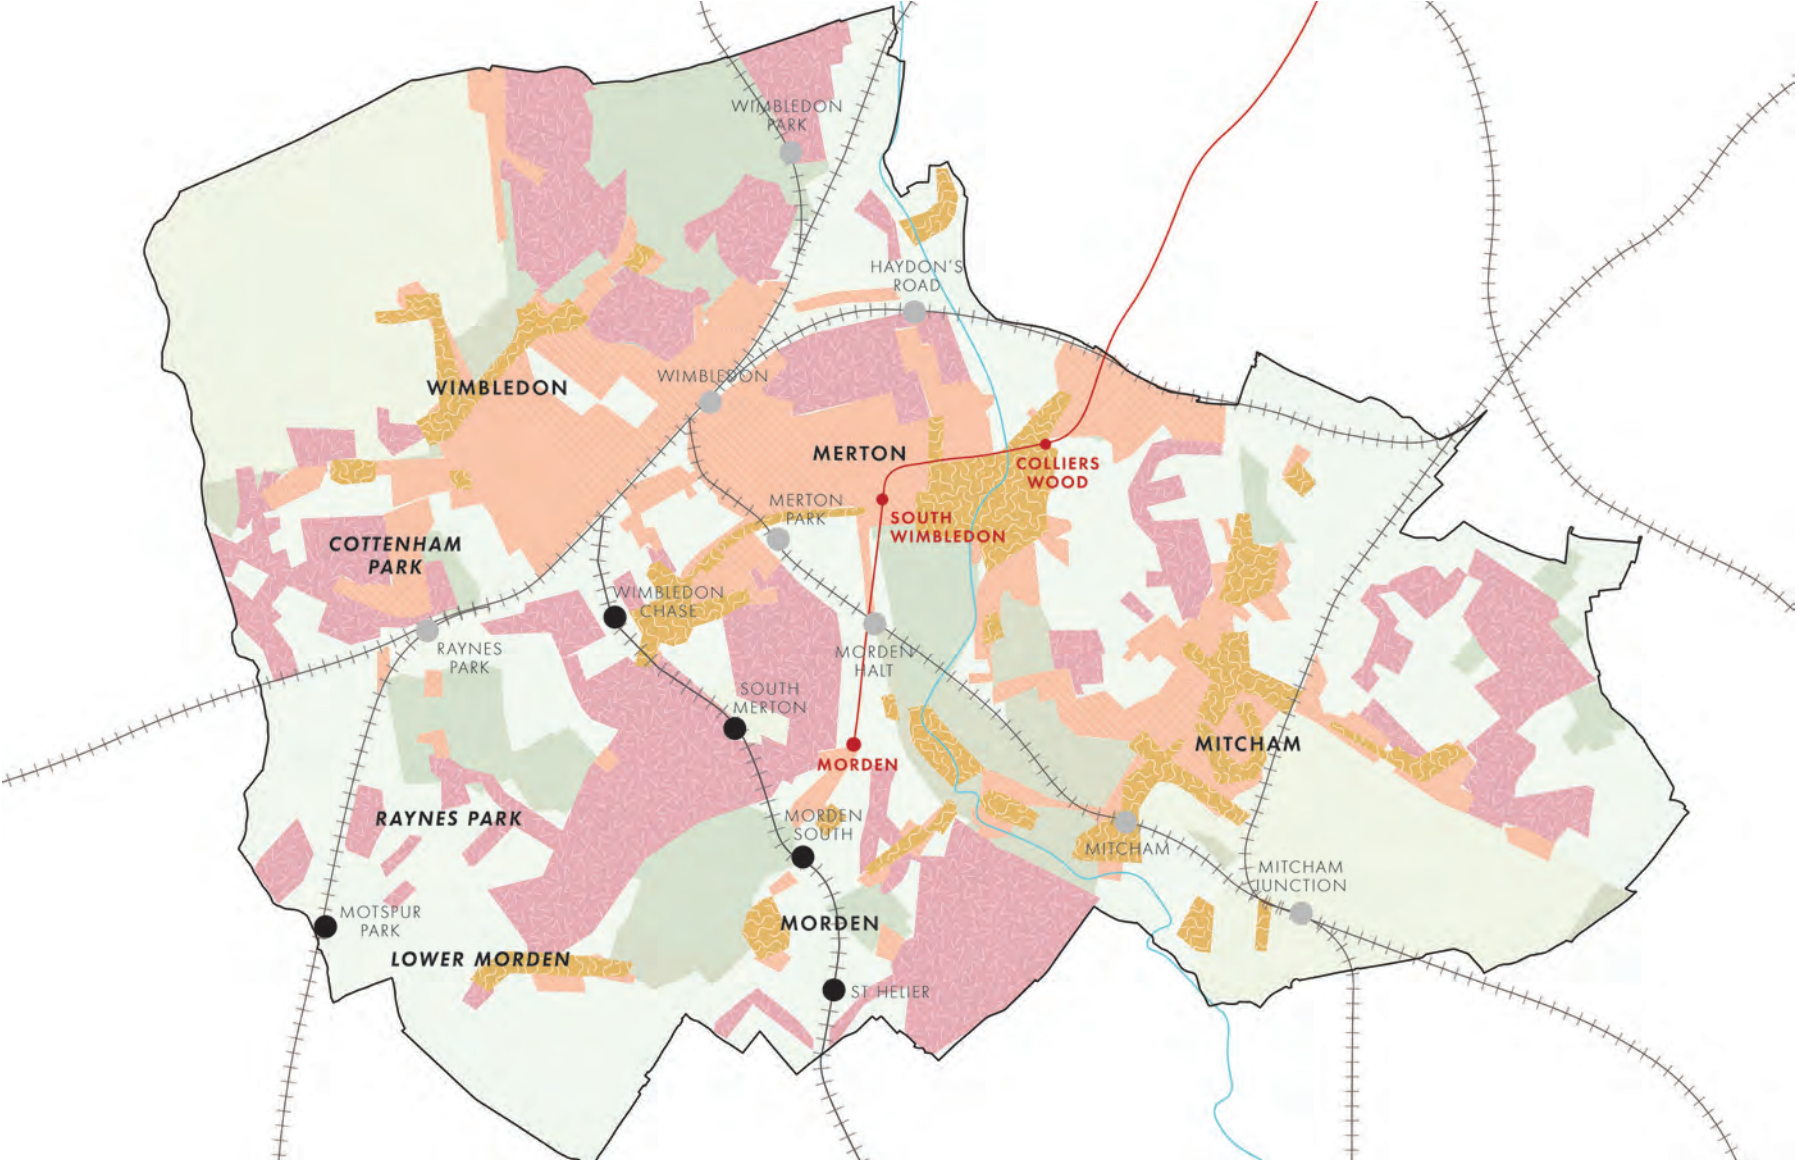 WIMBLEDON
PARK
HAYDON'S
ROAD
WIMBLEDON
WIMBLEDON
MERTON
COLLIERS
WOOD
MERTON
PARK
SOUTH
WIMBLEDON
COTTENHAM
PARK
WIMBLEDON
CHASE
RAYNES
PARK
MORDEN
HALT
SOUTH
MERTON
MITCHAM
MORDEN
RAYNES PARK
MORDEN
SOUTH
MITCHAM
MITCHAM
JUNCTION
MOTSPUR
PARK
MORDEN
LOWER MORDEN
ST HELIER